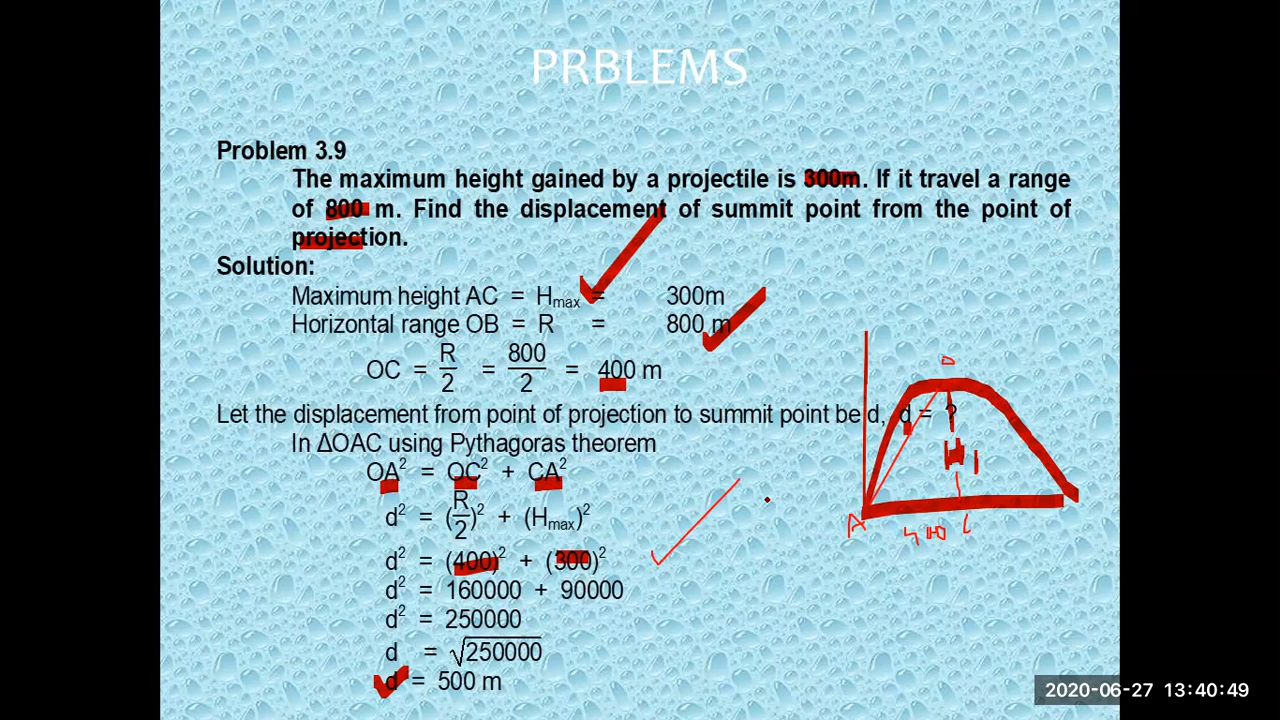 PRBLEMS
Problem 3.9
The maximum height gained by a projectile is 300m. If it travel a range
of 800 m. Find the displacement of summit point from the point of
projection.
Solution:
Maximum height AC = Hmax = 300m
Horizontal range OB = R = 800 m
OC = R/2 = 800/2 = 400 m
Let the displacement from point of projection to summit point be d, d = ?
In ΔOAC using Pythagoras theorem
OA² = OC² + CA²
d² = (R/2)² + (Hmax)²
d² = (400)² + (300)²
d² = 160000 + 90000
d² = 250000
d = √250000
d = 500 m
A
400
2020-06-27 13:40:49